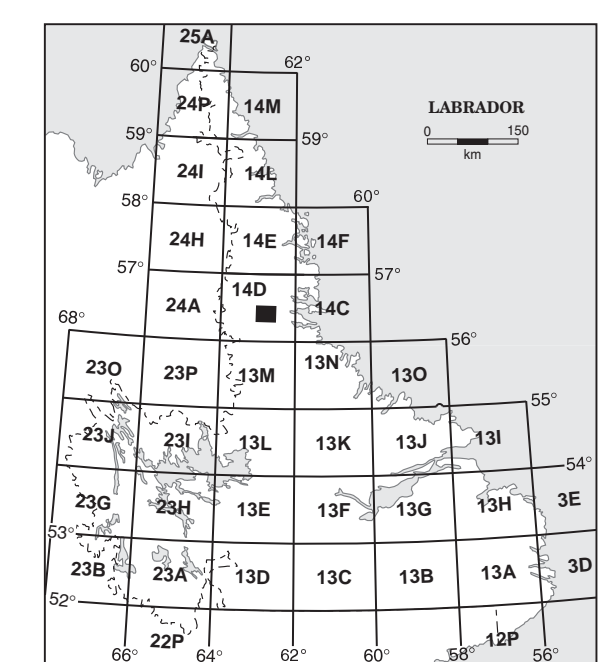 25A
60° 62°
LABRADOR
24P 14M
0 150
km
59° 59°
24I 14L
58° 60°
24H 14E 14F
57° 57°
14D
24A 14C
68° 56°
23O 23P 13M 13N 13O
55°
23J 23I 13L 13K 13J 13I
54°
23G 23H 13E 13F 13G 13H 3E
53°
23B 23A 13D 13C 13B 13A 3D
52°
22P 12P
66° 64° 62° 60° 58° 56°